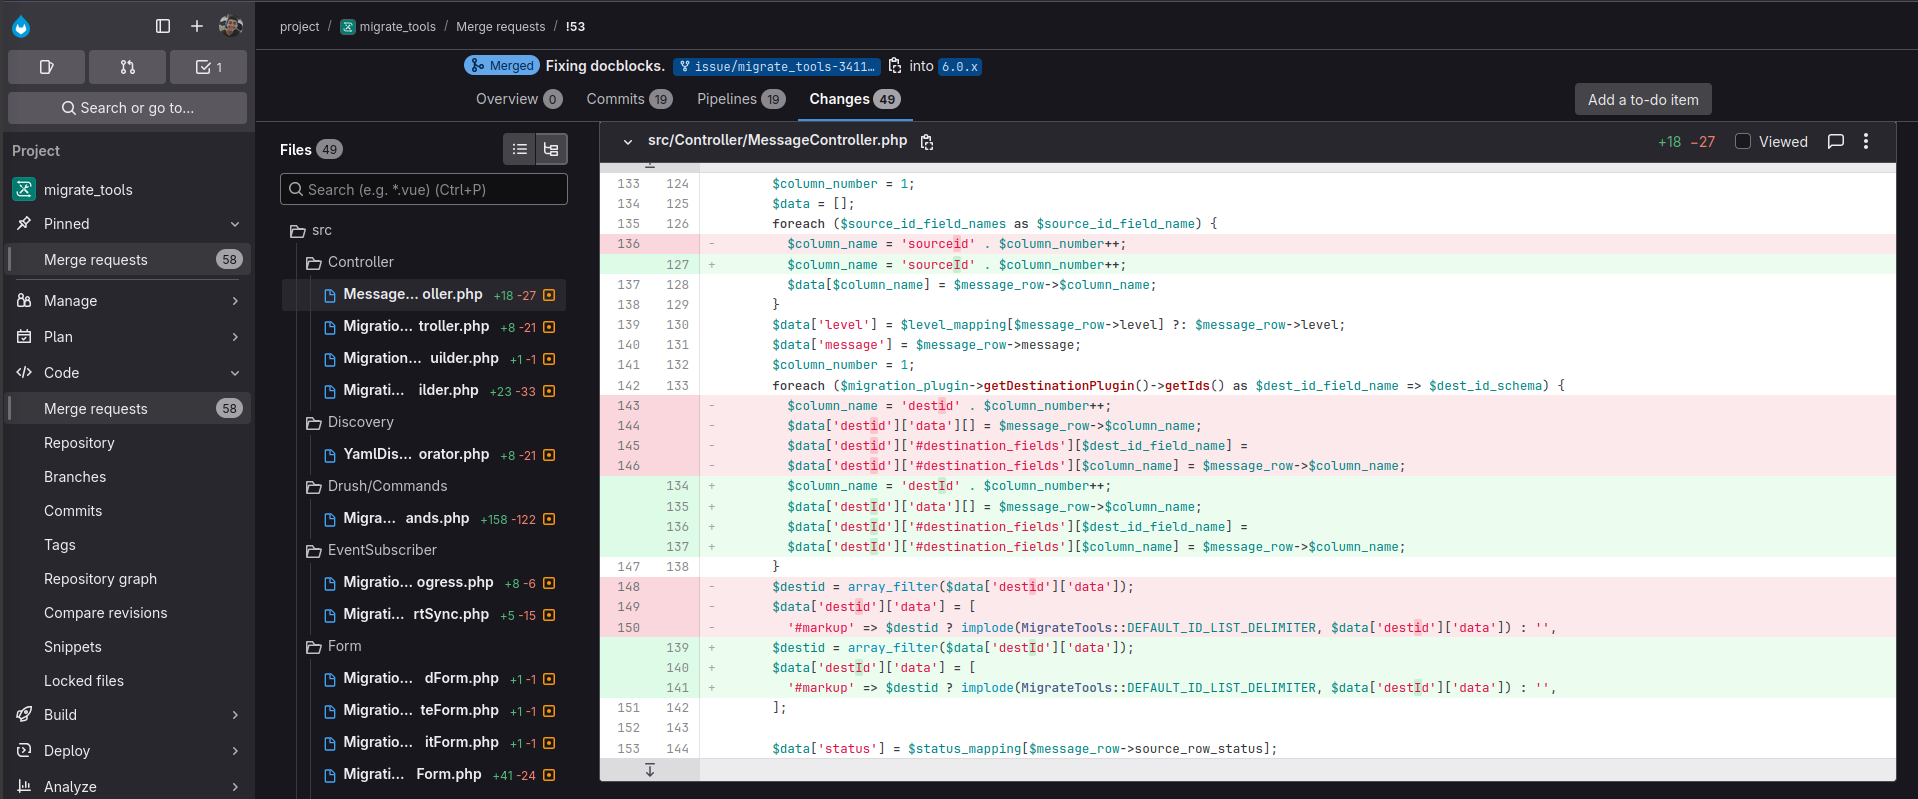 project / migrate_tools / Merge requests / !53
Merged Fixing docblocks. issue/migrate_tools-3411… into 6.0.x
Overview 0 Commits 19 Pipelines 19 Changes 49
Add a to-do item
1
Search or go to...
Project
migrate_tools
Pinned
Merge requests 58
Manage
Plan
Code
Merge requests 58
Repository
Branches
Commits
Tags
Repository graph
Compare revisions
Snippets
Locked files
Build
Deploy
Analyze
Files 49
Search (e.g. *.vue) (Ctrl+P)
src
Controller
Message... oller.php +18 -27
Migratio... troller.php +8 -21
Migration... uilder.php +1 -1
Migrati... ilder.php +23 -33
Discovery
YamlDis... orator.php +8 -21
Drush/Commands
Migra... ands.php +158 -122
EventSubscriber
Migratio... ogress.php +8 -6
Migrati... rtSync.php +5 -15
Form
Migratio... dForm.php +1 -1
Migratio... teForm.php +1 -1
Migratio... itForm.php +1 -1
Migrati... Form.php +41 -24
src/Controller/MessageController.php +18 −27 Viewed
133 124 $column_number = 1;
134 125 $data = [];
135 126 foreach ($source_id_field_names as $source_id_field_name) {
136 - $column_name = 'sourceid' . $column_number++;
127 + $column_name = 'sourceId' . $column_number++;
137 128 $data[$column_name] = $message_row->$column_name;
138 129 }
139 130 $data['level'] = $level_mapping[$message_row->level] ?: $message_row->level;
140 131 $data['message'] = $message_row->message;
141 132 $column_number = 1;
142 133 foreach ($migration_plugin->getDestinationPlugin()->getIds() as $dest_id_field_name => $dest_id_schema) {
143 - $column_name = 'destid' . $column_number++;
144 - $data['destid']['data'][] = $message_row->$column_name;
145 - $data['destid']['#destination_fields'][$dest_id_field_name] =
146 - $data['destid']['#destination_fields'][$column_name] = $message_row->$column_name;
134 + $column_name = 'destId' . $column_number++;
135 + $data['destId']['data'][] = $message_row->$column_name;
136 + $data['destId']['#destination_fields'][$dest_id_field_name] =
137 + $data['destId']['#destination_fields'][$column_name] = $message_row->$column_name;
147 138 }
148 - $destid = array_filter($data['destid']['data']);
149 - $data['destid']['data'] = [
150 - '#markup' => $destid ? implode(MigrateTools::DEFAULT_ID_LIST_DELIMITER, $data['destid']['data']) : '',
139 + $destid = array_filter($data['destId']['data']);
140 + $data['destId']['data'] = [
141 + '#markup' => $destid ? implode(MigrateTools::DEFAULT_ID_LIST_DELIMITER, $data['destId']['data']) : '',
151 142 ];
152 143
153 144 $data['status'] = $status_mapping[$message_row->source_row_status];